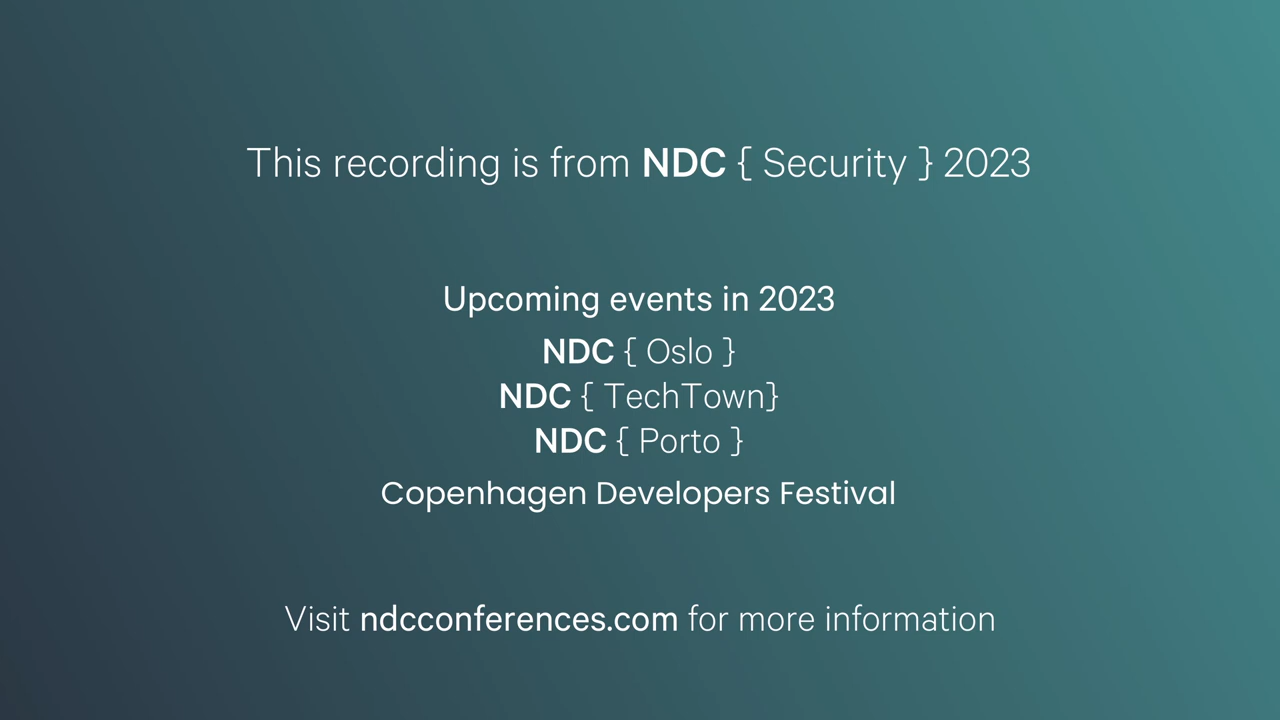 This recording is from NDC { Security } 2023
Upcoming events in 2023
NDC { Oslo }
NDC { TechTown}
NDC { Porto }
Copenhagen Developers Festival
Visit ndcconferences.com for more information